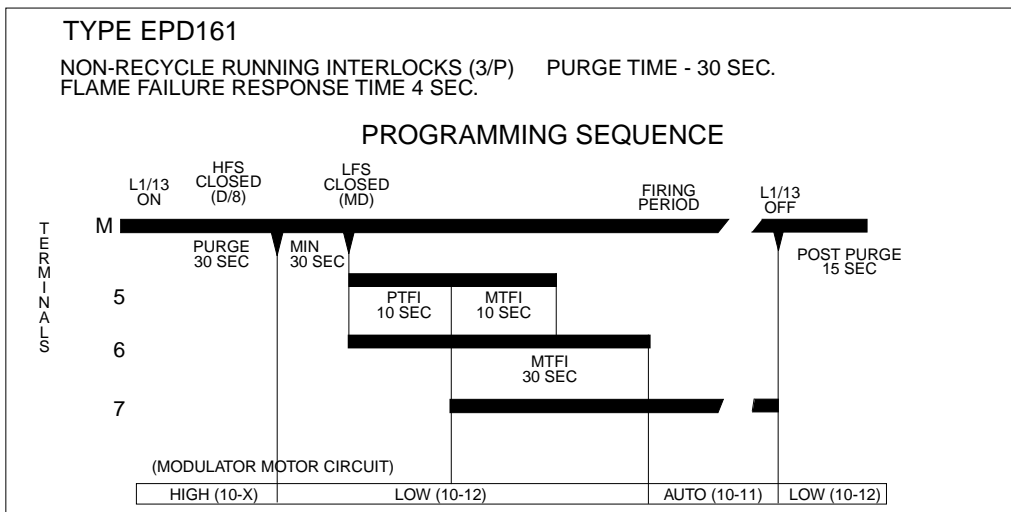 TYPE EPD161
NON-RECYCLE RUNNING INTERLOCKS (3/P) PURGE TIME - 30 SEC.
FLAME FAILURE RESPONSE TIME 4 SEC.
PROGRAMMING SEQUENCE
L1/13
ON
HFS
CLOSED
(D/8)
LFS
CLOSED
(MD)
FIRING
PERIOD
L1/13
OFF
TERMINALS
M
PURGE
30 SEC
MIN
30 SEC
POST PURGE
15 SEC
5
PTFI
10 SEC
MTFI
10 SEC
6
MTFI
30 SEC
7
(MODULATOR MOTOR CIRCUIT)
HIGH (10-X) LOW (10-12) AUTO (10-11) LOW (10-12)